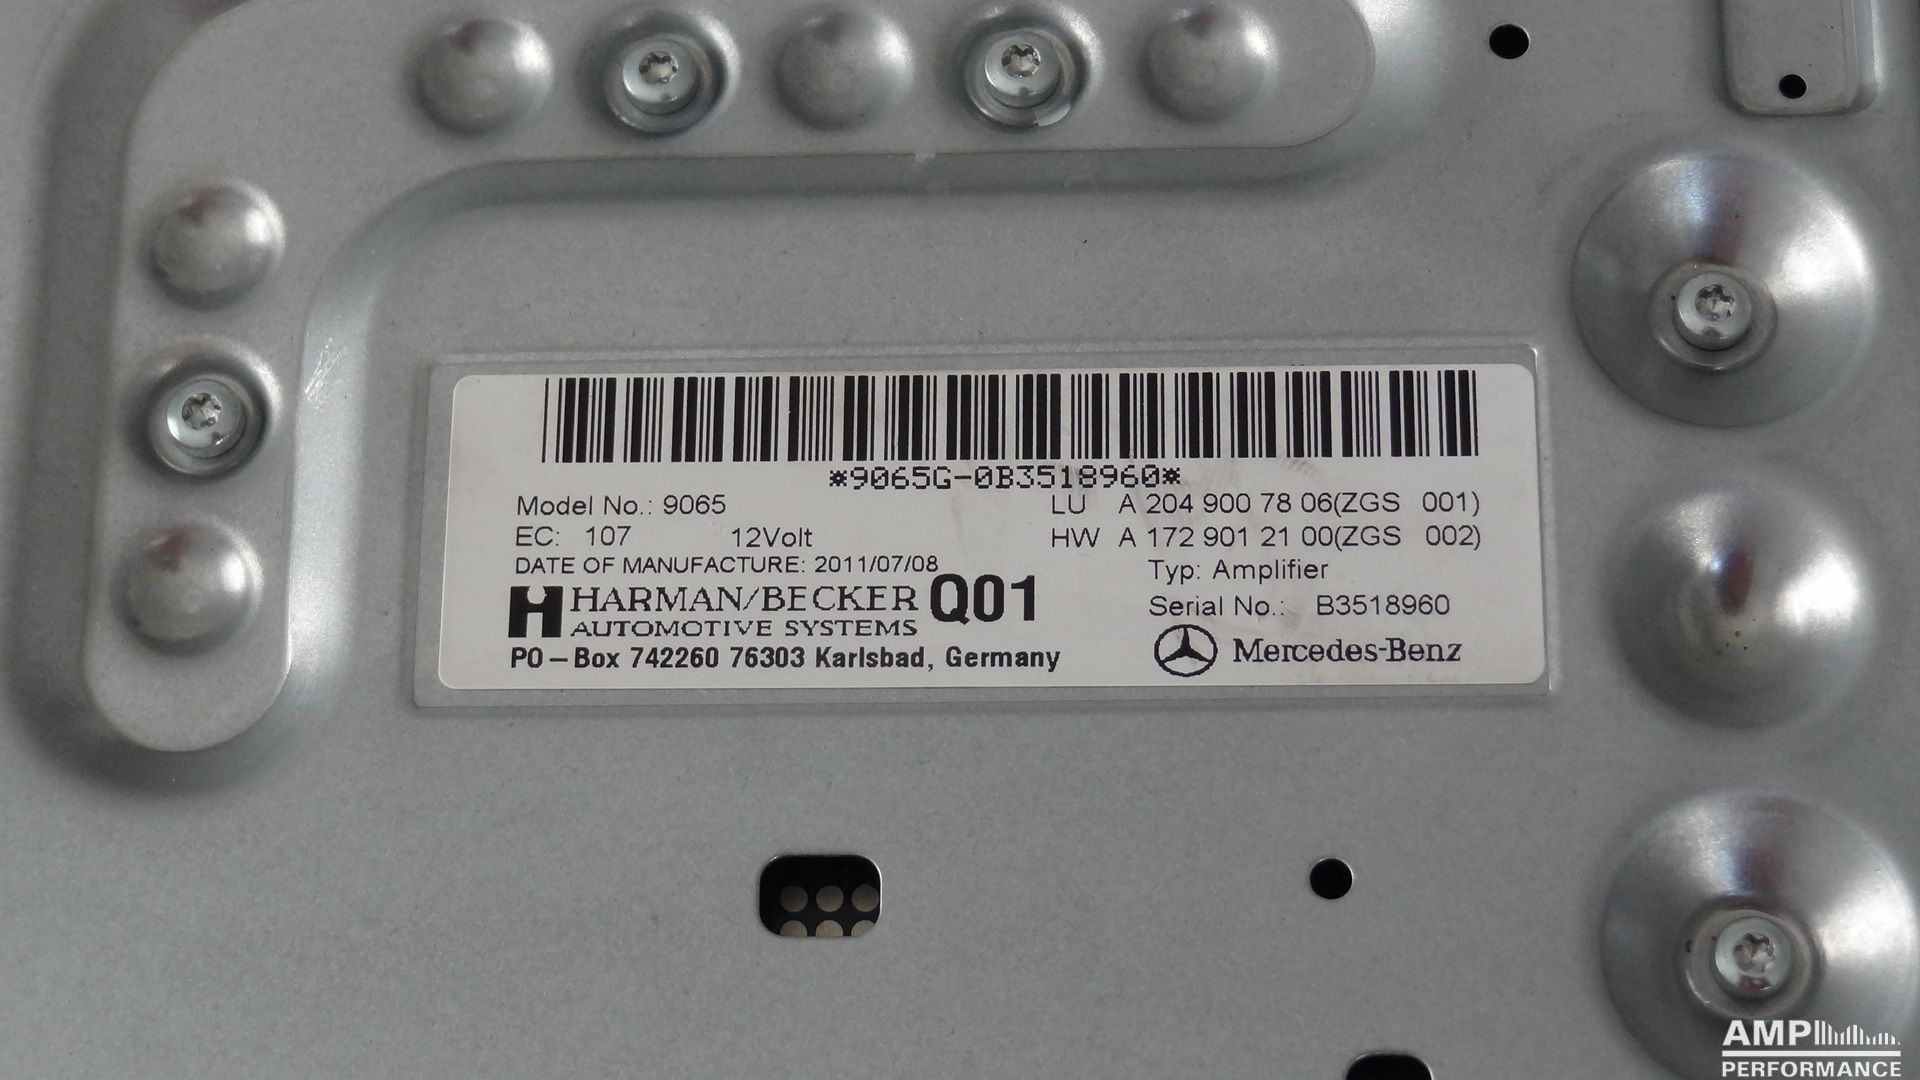 *9065G-0B3518960*
Model No.: 9065
EC: 107 12Volt
DATE OF MANUFACTURE: 2011/07/08
HARMAN/BECKER Q01
AUTOMOTIVE SYSTEMS
PO-Box 742260 76303 Karlsbad, Germany
LU A 204 900 78 06(ZGS 001)
HW A 172 901 21 00(ZGS 002)
Typ: Amplifier
Serial No.: B3518960
Mercedes-Benz
AMP
PERFORMANCE